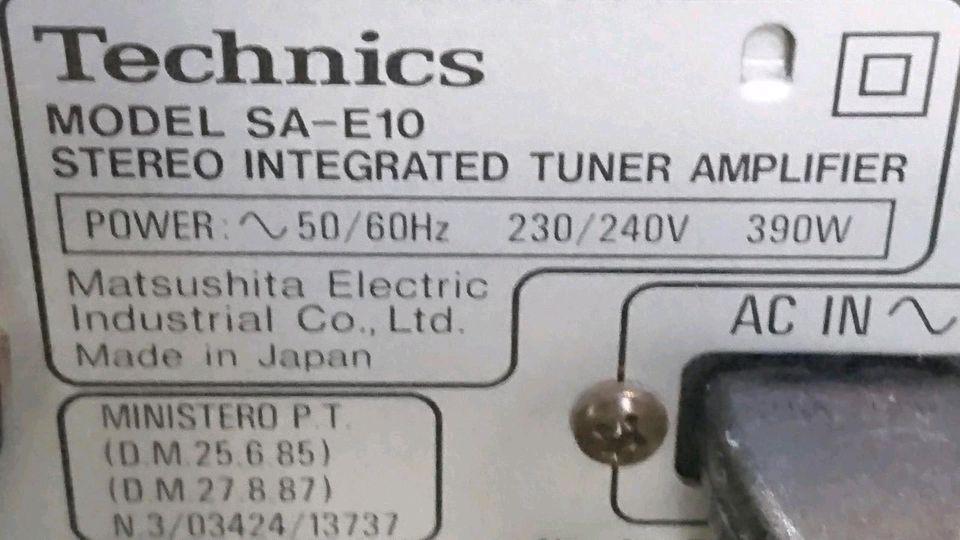 Technics
MODEL SA-E10
STEREO INTEGRATED TUNER AMPLIFIER
POWER: ∿ 50/60Hz 230/240V 390W
Matsushita Electric
Industrial Co., Ltd.
Made in Japan
AC IN ∿
MINISTERO P.T.
(D.M.25.6.85)
(D.M.27.8.87)
N.3/03424/13737